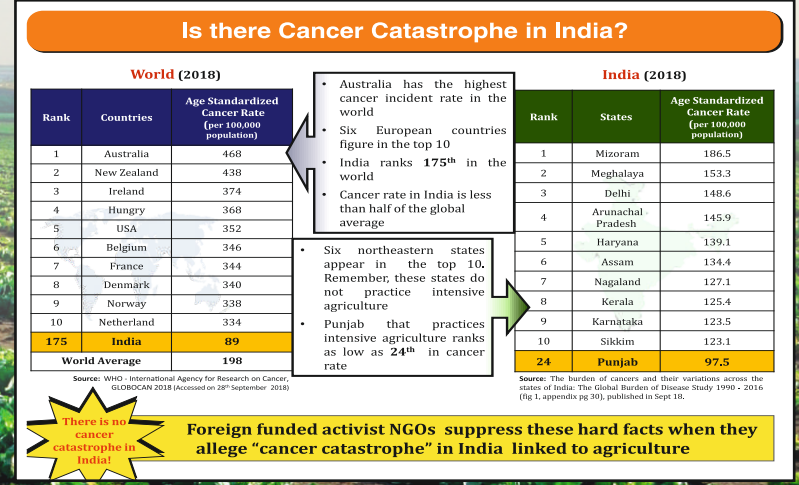 Is there Cancer Catastrophe in India?
World (2018)
Rank Countries Age Standardized Cancer Rate (per 100,000 population)
1 Australia 468
2 New Zealand 438
3 Ireland 374
4 Hungry 368
5 USA 352
6 Belgium 346
7 France 344
8 Denmark 340
9 Norway 338
10 Netherland 334
175 India 89
World Average 198
Source: WHO - International Agency for Research on Cancer,
GLOBOCAN 2018 (Accessed on 28th September 2018)
• Australia has the highest
cancer incident rate in the
world
• Six European countries
figure in the top 10
• India ranks 175th in the
world
• Cancer rate in India is less
than half of the global
average
• Six northeastern states
appear in the top 10.
Remember, these states do
not practice intensive
agriculture
• Punjab that practices
intensive agriculture ranks
as low as 24th in cancer
rate
India (2018)
Rank States Age Standardized Cancer Rate (per 100,000 population)
1 Mizoram 186.5
2 Meghalaya 153.3
3 Delhi 148.6
4 Arunachal Pradesh 145.9
5 Haryana 139.1
6 Assam 134.4
7 Nagaland 127.1
8 Kerala 125.4
9 Karnataka 123.5
10 Sikkim 123.1
24 Punjab 97.5
Source: The burden of cancers and their variations across the
states of India: The Global Burden of Disease Study 1990 - 2016
(fig 1, appendix pg 30), published in Sept 18.
There is no
cancer
catastrophe in
India!
Foreign funded activist NGOs suppress these hard facts when they
allege “cancer catastrophe” in India linked to agriculture